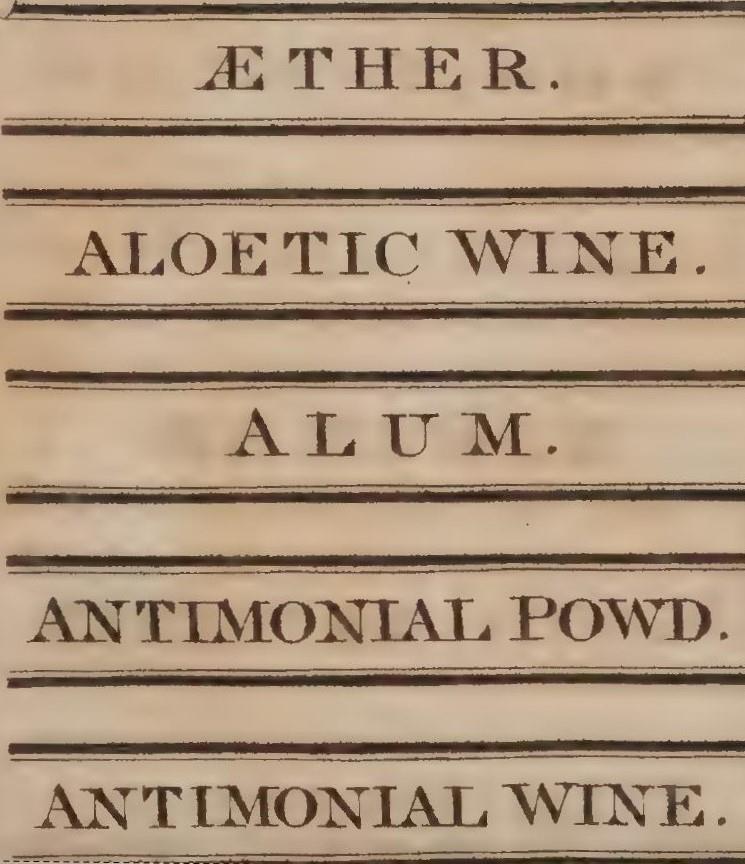 ÆTHER.
ALOETIC WINE.
ALUM.
ANTIMONIAL POWD.
ANTIMONIAL WINE.